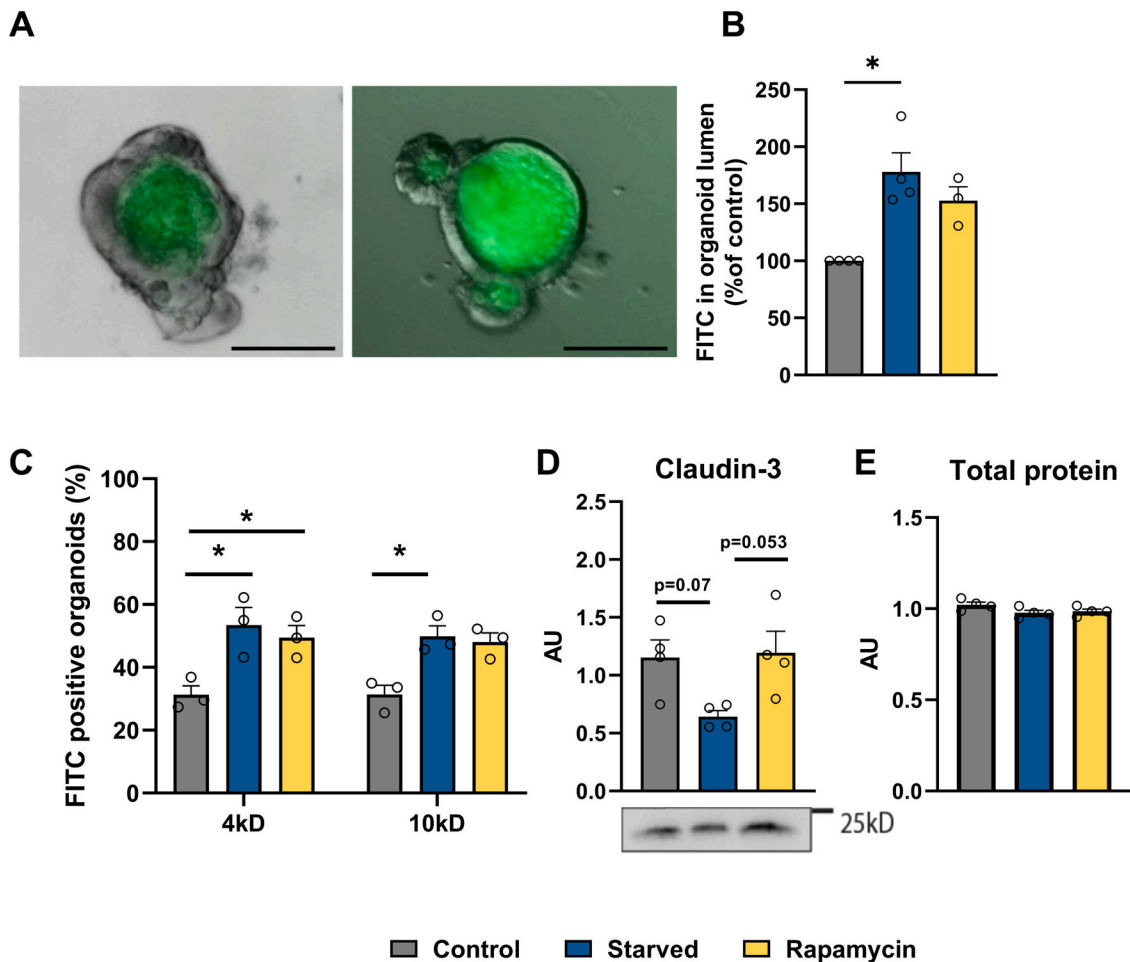 A
B
*
FITC in organoid lumen
(%of control)
250
200
150
100
50
0
C
FITC positive organoids (%)
100
80
60
40
20
0
*
*
*
4kD
10kD
D
Claudin-3
AU
2.5
2.0
1.5
1.0
0.5
0.0
p=0.053
p=0.07
25kD
E
Total protein
AU
1.5
1.0
0.5
0.0
Control Starved Rapamycin